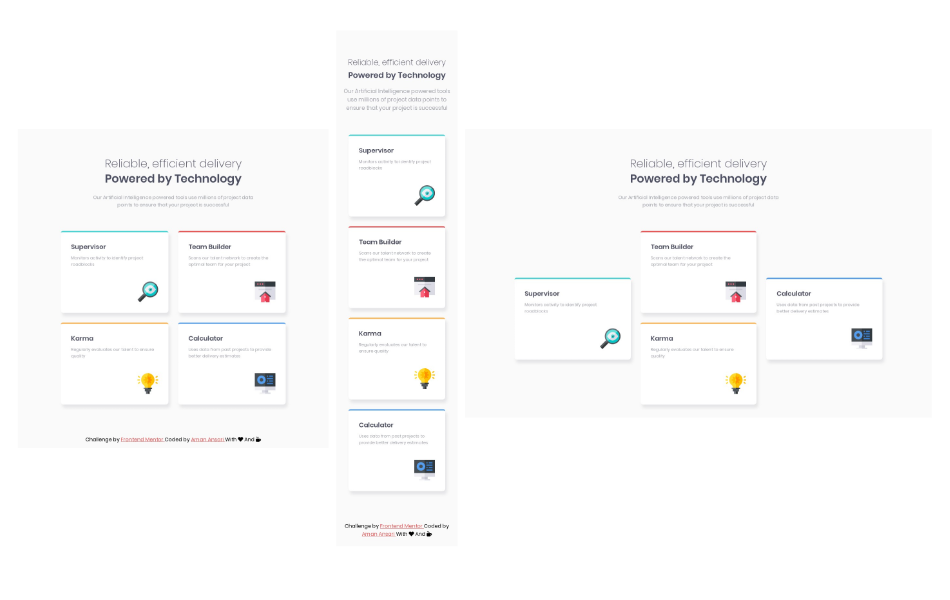 Reliable, efficient delivery
Powered by Technology
Our Artificial Intelligence powered tools use millions of project data
points to ensure that your project is successful
Supervisor
Monitors activity to identify project
roadblocks
Team Builder
Scans our talent network to create the
optimal team for your project
Karma
Regularly evaluates our talent to ensure
quality
Calculator
Uses data from past projects to provide
better delivery estimates
Challenge by Frontend Mentor Coded by Aman Ansari With And
Reliable, efficient delivery
Powered by Technology
Our Artificial Intelligence powered tools
use millions of project data points to
ensure that your project is successful
Supervisor
Monitors activity to identify project
roadblocks
Team Builder
Scans our talent network to create
the optimal team for your project
Karma
Regularly evaluates our talent to
ensure quality
Calculator
Uses data from past projects to
provide better delivery estimates
Challenge by Frontend Mentor Coded by
Aman Ansari With And
Reliable, efficient delivery
Powered by Technology
Our Artificial Intelligence powered tools use millions of project data
points to ensure that your project is successful
Team Builder
Scans our talent network to create the
optimal team for your project
Supervisor
Monitors activity to identify project
roadblocks
Calculator
Uses data from past projects to provide
better delivery estimates
Karma
Regularly evaluates our talent to ensure
quality